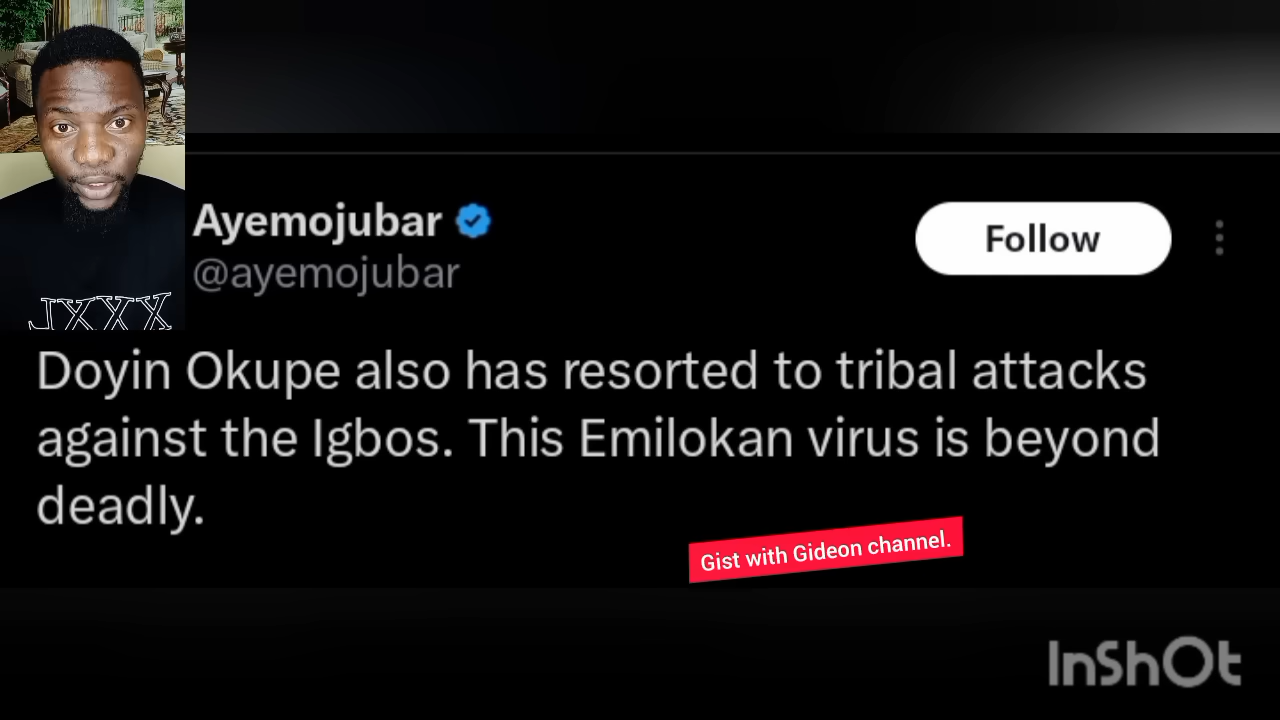 Ayemojubar
@ayemojubar
Follow
Doyin Okupe also has resorted to tribal attacks
against the Igbos. This Emilokan virus is beyond
deadly.
Gist with Gideon channel.
JXXX
InShOt